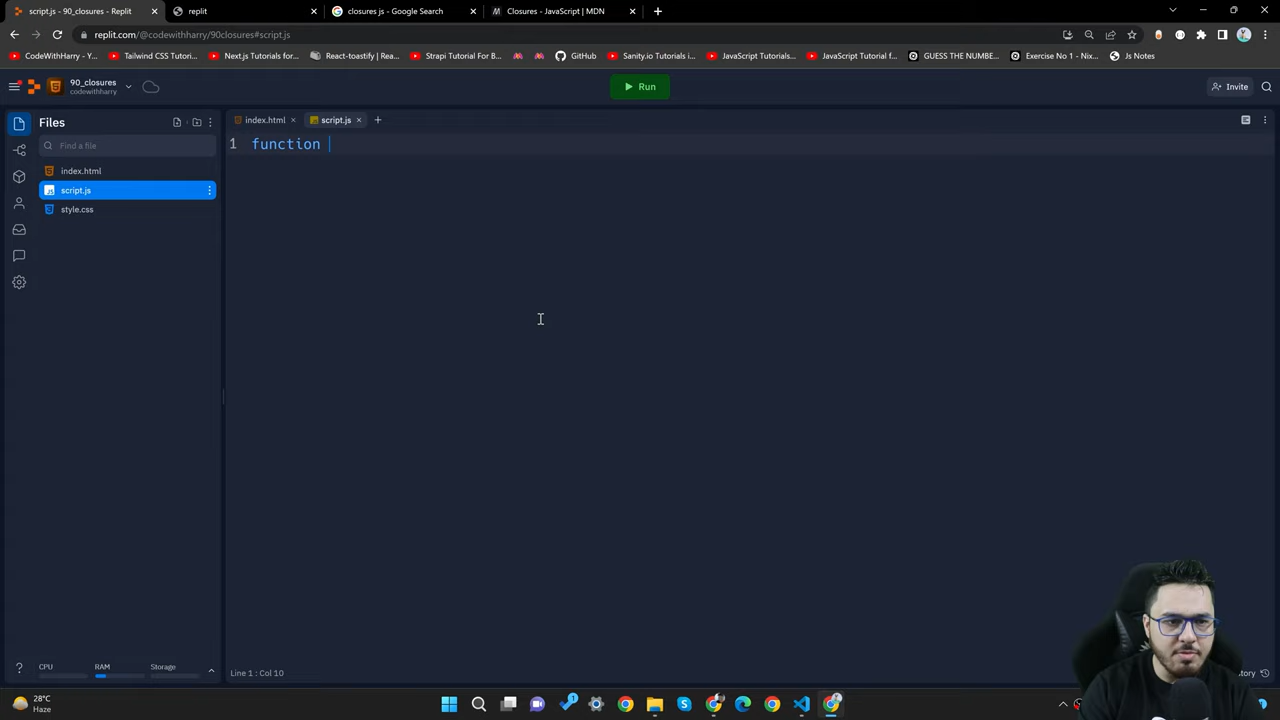 script.js - 90_closures - Replit
replit
closures js - Google Search
Closures - JavaScript | MDN
replit.com/@codewithharry/90closures#script.js
CodeWithHarry - Y...
Tailwind CSS Tutori...
Next.js Tutorials for...
React-toastify | Rea...
Strapi Tutorial For B...
GitHub
Sanity.io Tutorials i...
JavaScript Tutorials...
JavaScript Tutorial f...
GUESS THE NUMBE...
Exercise No 1 - Nix...
Js Notes
90_closures
codewithharry
Run
Invite
Files
index.html
script.js
Find a file
1 function
index.html
script.js
style.css
CPU
RAM
Storage
Line 1 : Col 10
28°C
Haze